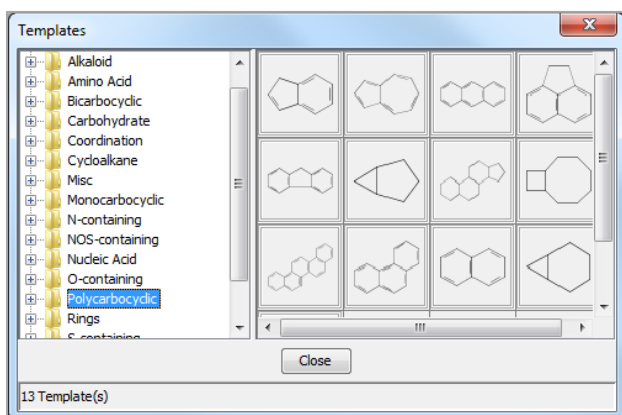 Templates
Alkaloid
Amino Acid
Bicarbocyclic
Carbohydrate
Coordination
Cycloalkane
Misc
Monocarbocyclic
N-containing
NOS-containing
Nucleic Acid
O-containing
Polycarbocyclic
Rings
S-containing
Close
13 Template(s)